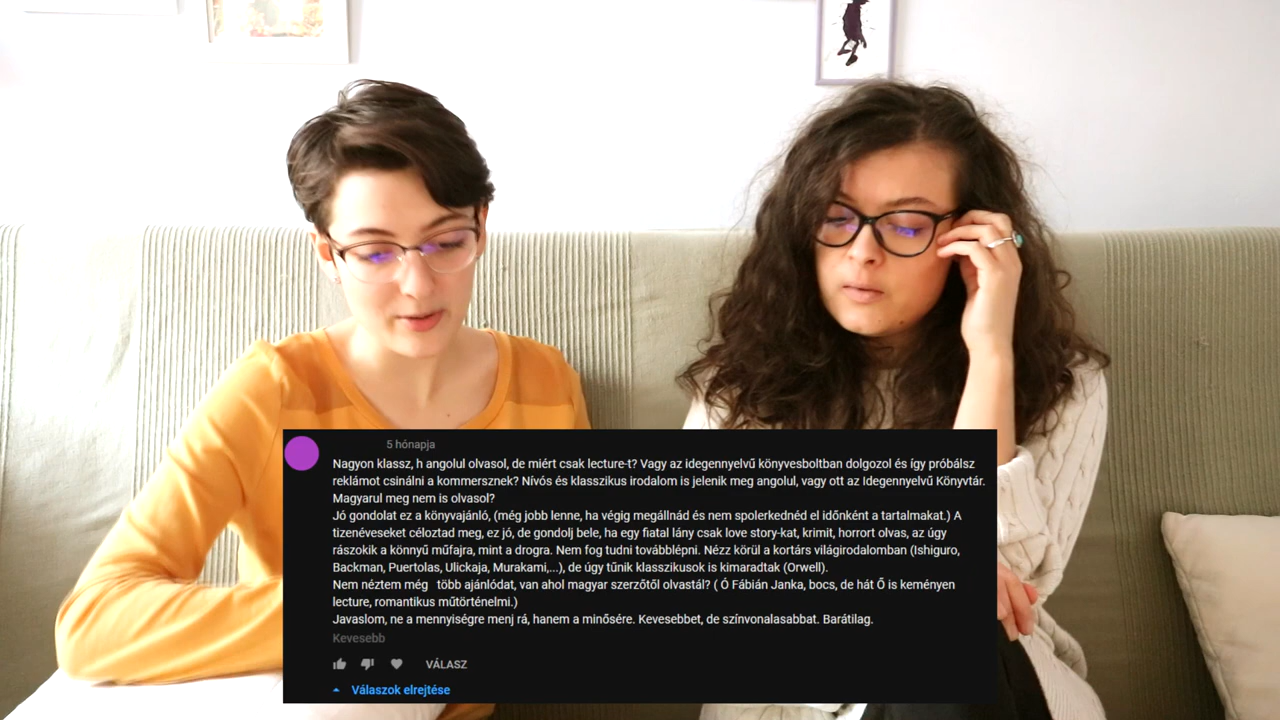 5 hónapja
Nagyon klassz, h angolul olvasol, de miért csak lecture-t? Vagy az idegennyelvű könyvesboltban dolgozol és így próbálsz
reklámot csinálni a kommersznek? Nívós és klasszikus irodalom is jelenik meg angolul, vagy ott az Idegennyelvű Könyvtár.
Magyarul meg nem is olvasol?
Jó gondolat ez a könyvajánló, (még jobb lenne, ha végig megállnád és nem spolerkednéd el időnként a tartalmakat.) A
tizenéveseket céloztad meg, ez jó, de gondolj bele, ha egy fiatal lány csak love story-kat, krimit, horrort olvas, az úgy
rászokik a könnyű műfajra, mint a drogra. Nem fog tudni továbblépni. Nézz körül a kortárs világirodalomban (Ishiguro,
Backman, Puertolas, Ulickaja, Murakami,...), de úgy tűnik klasszikusok is kimaradtak (Orwell).
Nem néztem még több ajánlódat, van ahol magyar szerzőtől olvastál? ( Ó Fábián Janka, bocs, de hát Ő is keményen
lecture, romantikus műtörténelmi.)
Javaslom, ne a mennyiségre menj rá, hanem a minősére. Kevesebbet, de színvonalasabbat. Barátilag.
Kevesebb
VÁLASZ
Válaszok elrejtése